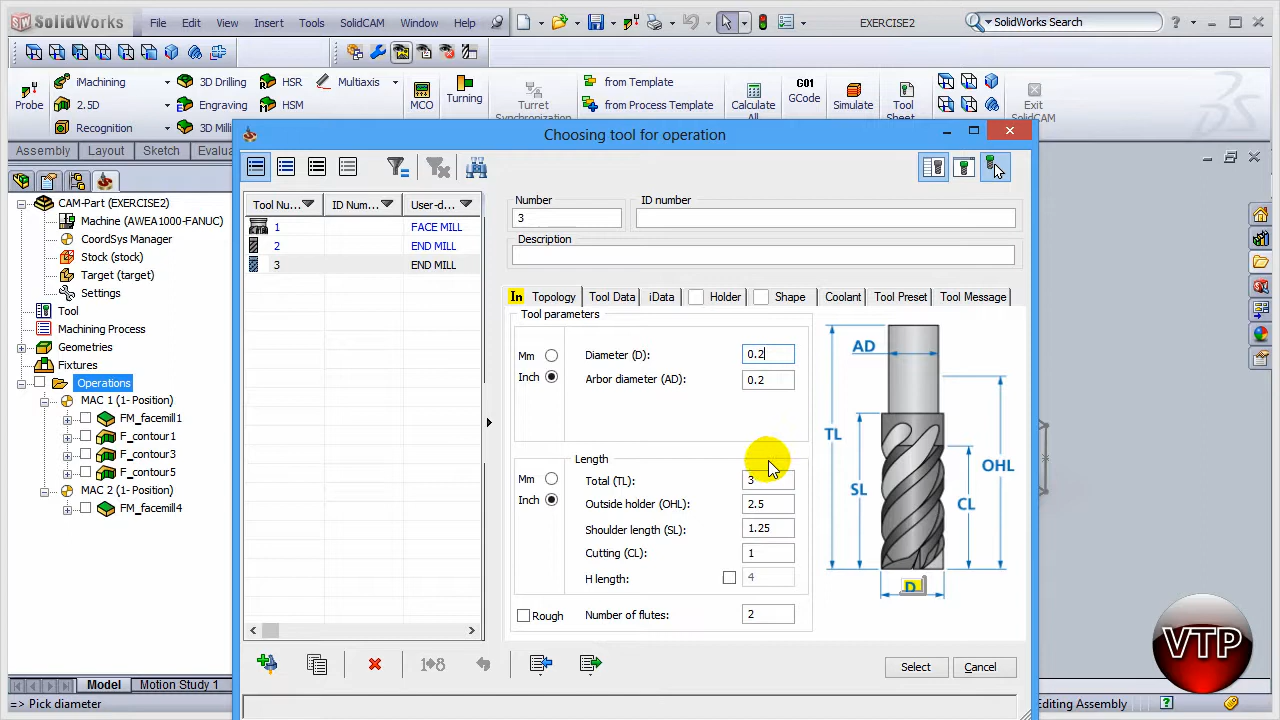 SolidWorks File Edit View Insert Tools SolidCAM Window Help EXERCISE2 SolidWorks Search
iMachining 3D Drilling HSR Multiaxis from Template G01
Probe 2.5D Engraving HSM MCO Turning Turret Synchronization from Process Template Calculate All GCode Simulate Tool Sheet Exit SolidCAM
Recognition 3D Milli
Assembly Layout Sketch Evalua
Choosing tool for operation
CAM-Part (EXERCISE2)
Machine (AWEA1000-FANUC)
CoordSys Manager
Stock (stock)
Target (target)
Settings
Tool
Machining Process
Geometries
Fixtures
Operations
MAC 1 (1- Position)
FM_facemill1
F_contour1
F_contour3
F_contour5
MAC 2 (1- Position)
FM_facemill4
Tool Nu... ID Num... User-d...
1 FACE MILL
2 END MILL
3 END MILL
Number ID number
3
Description
In Topology Tool Data iData Holder Shape Coolant Tool Preset Tool Message
Tool parameters
Mm Diameter (D): 0.2
Inch Arbor diameter (AD): 0.2
Length
Mm Total (TL): 3
Inch Outside holder (OHL): 2.5
Shoulder length (SL): 1.25
Cutting (CL): 1
H length: 4
Rough Number of flutes: 2
AD
TL
OHL
SL
CL
D
1 8
Select Cancel
VTP
Model Motion Study 1
=> Pick diameter Editing Assembly